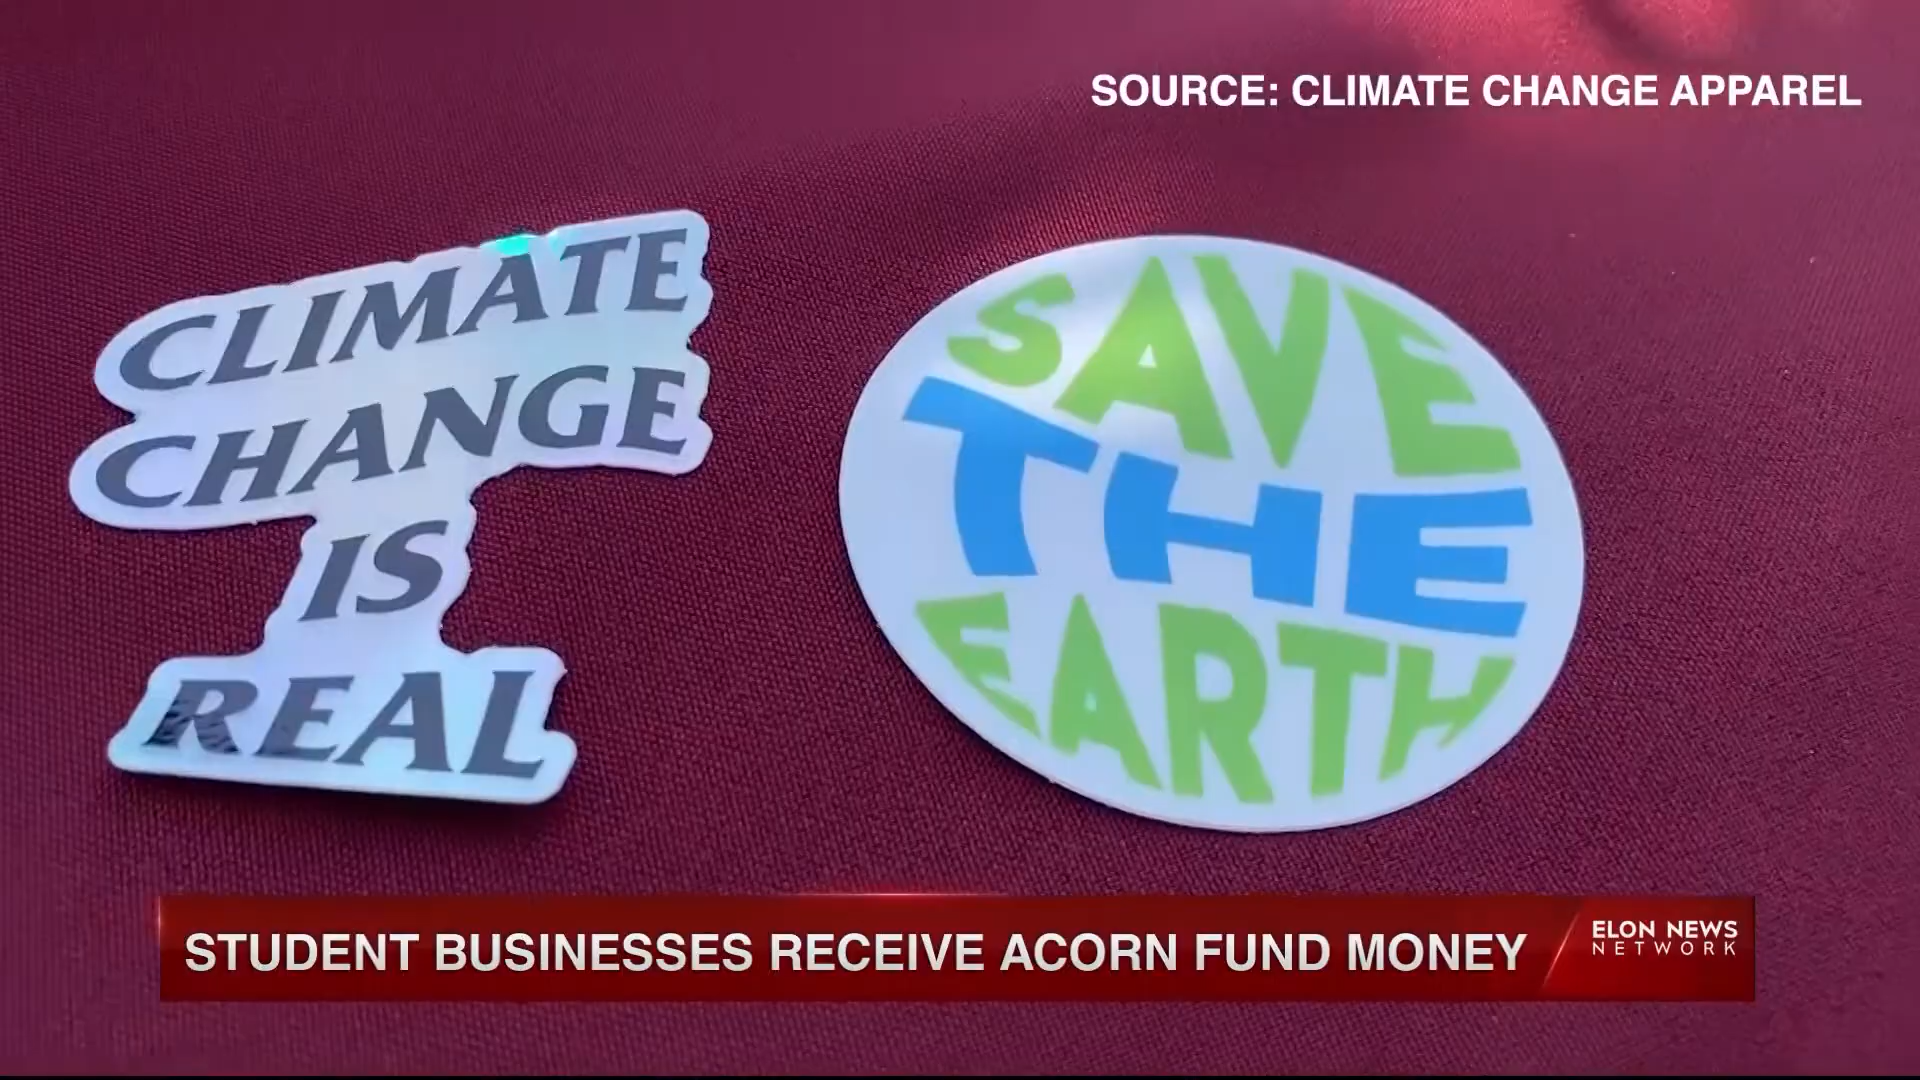 SOURCE: CLIMATE CHANGE APPAREL
CLIMATE
CHANGE
IS
REAL
SAVE
THE
EARTH
STUDENT BUSINESSES RECEIVE ACORN FUND MONEY
ELON NEWS
NETWORK